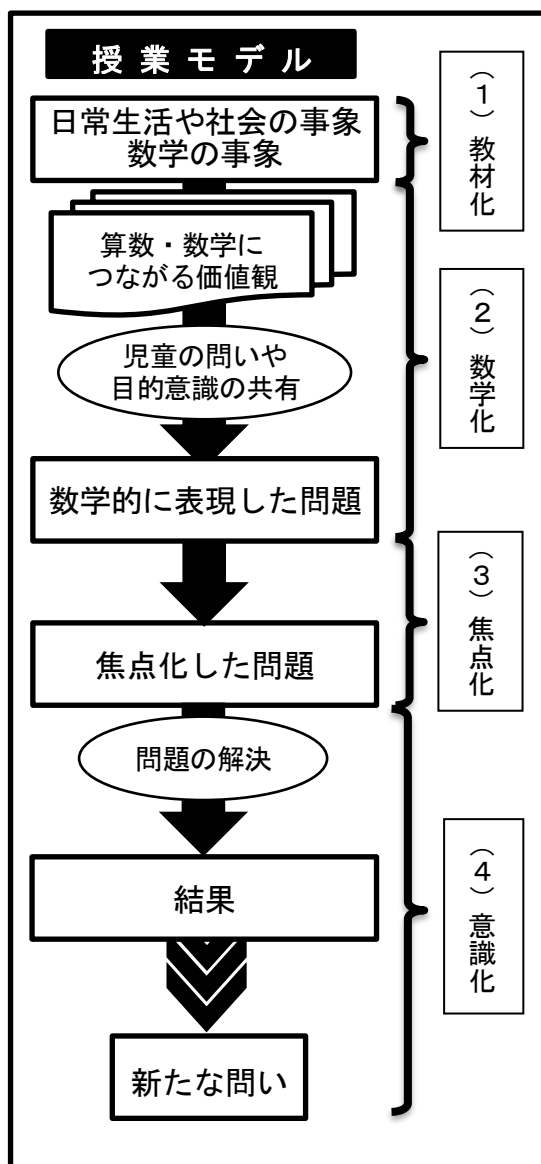 授業モデル
日常生活や社会の事象
数学の事象
算数・数学に
つながる価値観
児童の問いや
目的意識の共有
数学的に表現した問題
焦点化した問題
問題の解決
結果
新たな問い
（１）教材化
（２）数学化
（３）焦点化
（４）意識化